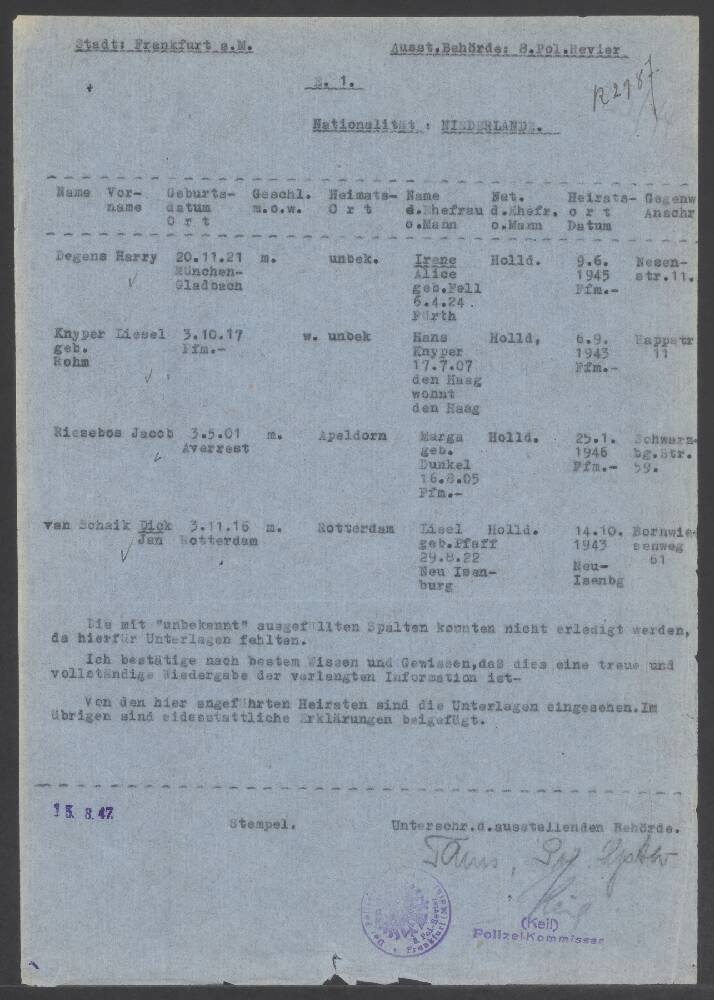 Stadt: Frankfurt a.M. Ausst.Behörde: 8.Pol.Revier
E. 1. R2987
Nationalität : NIEDERLANDE.
Name Vor- Geburts- Geschl. Heimats- Name Nat. Heirats- Gegenw
name datum m.o.w. O r t d.Ehefrau d.Ehefr. o r t Anschr
O r t o.Mann o.Mann Datum
Degens Harry 20.11.21 m. unbek. Irene Holld. 9.6. Nesen-
München- Alice 1945 str.11.
Gladbach geb.Fell Ffm.-
6.4.24.
Fürth
Knyper Liesel 3.10.17 w. unbek Hans Holld, 6.9. Rappstr
geb. Ffm.- Knyper 1943 11
Rohm 17.7.07 Ffm.-
den Haag
wohnt
den Haag
Riesebos Jacob 3.5.01 m. Apeldorn Marga Holld. 25.1. Schwarz-
Averrest geb. 1946 bg.Str.
Dunkel Ffm.- 59.
16.8.05
Ffm.-
van Schaik Dick 3.11.16 m. Rotterdam Liesel Holld. 14.10. Bornwie-
Jan Rotterdam geb.Pfaff 1943 senweg
29.8.22 Neu- 61
Neu Isen- Isenbg
burg
Die mit "unbekannt" ausgefüllten Spalten konnten nicht erledigt werden,
da hierfür Unterlagen fehlten.
Ich bestätige nach bestem Wissen und Gewissen,daß dies eine treue und
vollständige Wiedergabe der verlangten Information ist-
Von den hier angeführten Heiraten sind die Unterlagen eingesehen.Im
übrigen sind eidesstattliche Erklärungen beigefügt.
15. 8. 47
Stempel. Unterschr.d.ausstellenden Behörde.
(Keil)
Polizei-Kommissar